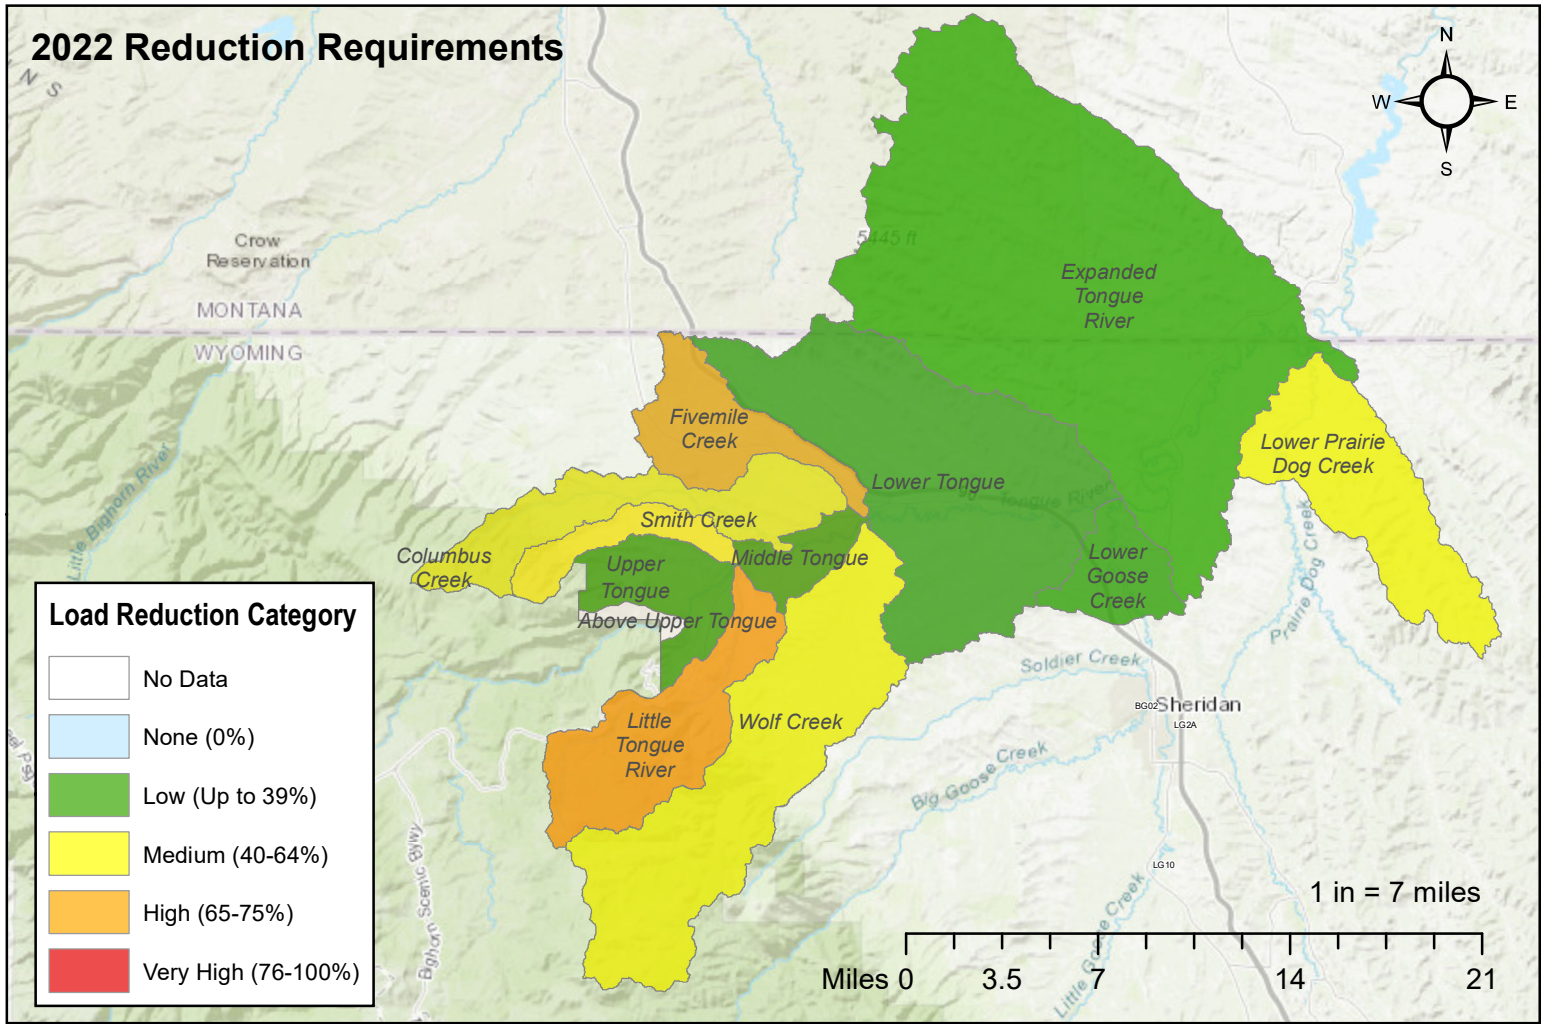 2022 Reduction Requirements
N S
N
W
E
S
5445 ft
Crow
Reservation
MONTANA
WYOMING
Expanded
Tongue
River
Fivemile
Creek
Lower Prairie
Dog Creek
Lower Tongue
90
Tongue River
Smith Creek
Little Bighorn River
Columbus
Creek
Upper
Tongue
Middle Tongue
Lower
Goose
Creek
Prairie Dog Creek
Above Upper Tongue
Soldier Creek
Load Reduction Category
No Data
None (0%)
Low (Up to 39%)
Medium (40-64%)
High (65-75%)
Very High (76-100%)
Little
Tongue
River
Wolf Creek
BG02
Sheridan
LG2A
Big Goose Creek
Bighorn Scenic Bywy
LG10
Little Goose Creek
1 in = 7 miles
Miles 0 3.5 7 14 21